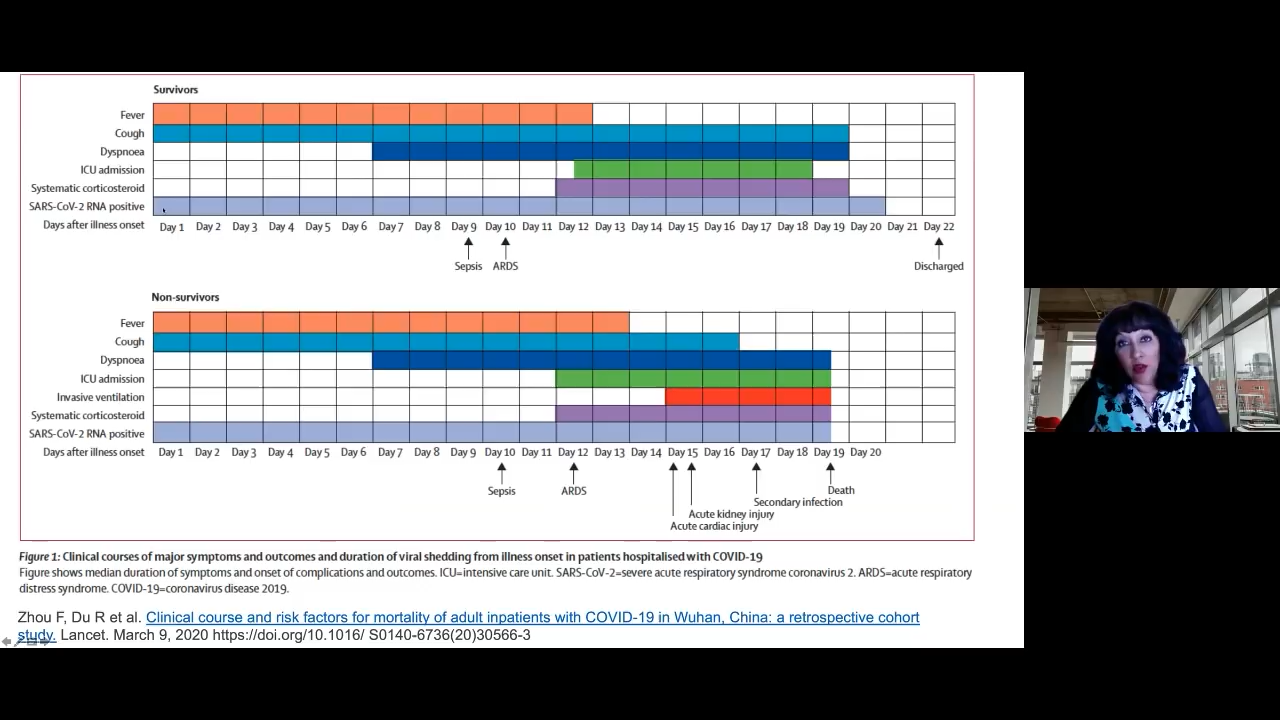 Survivors
Fever
Cough
Dyspnoea
ICU admission
Systematic corticosteroid
SARS-CoV-2 RNA positive
Days after illness onset Day 1 Day 2 Day 3 Day 4 Day 5 Day 6 Day 7 Day 8 Day 9 Day 10 Day 11 Day 12 Day 13 Day 14 Day 15 Day 16 Day 17 Day 18 Day 19 Day 20 Day 21 Day 22
Sepsis ARDS Discharged
Non-survivors
Fever
Cough
Dyspnoea
ICU admission
Invasive ventilation
Systematic corticosteroid
SARS-CoV-2 RNA positive
Days after illness onset Day 1 Day 2 Day 3 Day 4 Day 5 Day 6 Day 7 Day 8 Day 9 Day 10 Day 11 Day 12 Day 13 Day 14 Day 15 Day 16 Day 17 Day 18 Day 19 Day 20
Sepsis ARDS Death
Secondary infection
Acute kidney injury
Acute cardiac injury
Figure 1: Clinical courses of major symptoms and outcomes and duration of viral shedding from illness onset in patients hospitalised with COVID-19
Figure shows median duration of symptoms and onset of complications and outcomes. ICU=intensive care unit. SARS-CoV-2=severe acute respiratory syndrome coronavirus 2. ARDS=acute respiratory
distress syndrome. COVID-19=coronavirus disease 2019.
Zhou F, Du R et al. Clinical course and risk factors for mortality of adult inpatients with COVID-19 in Wuhan, China: a retrospective cohort
study. Lancet. March 9, 2020 https://doi.org/10.1016/ S0140-6736(20)30566-3